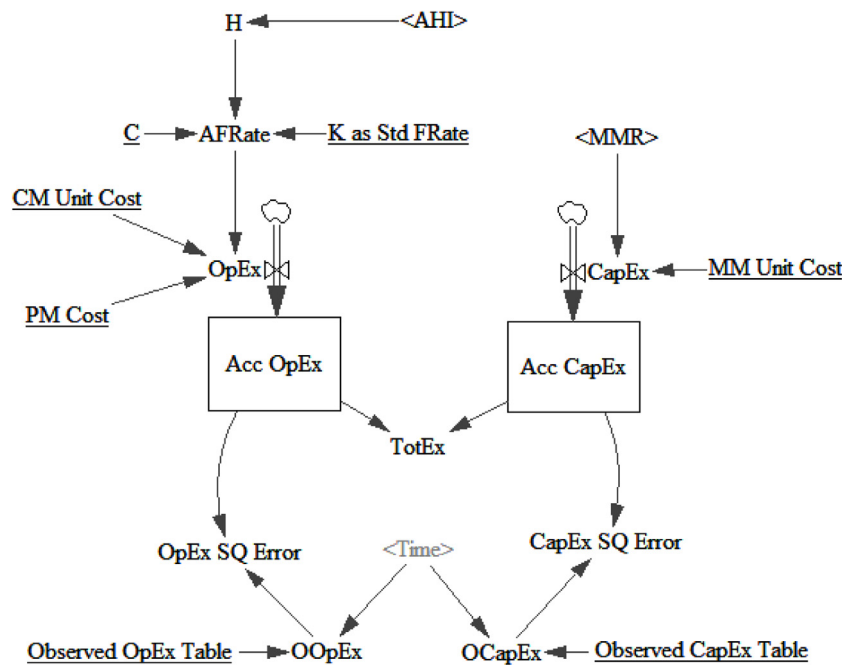 H
<AHI>
C
AFRate
K as Std FRate
<MMR>
CM Unit Cost
OpEx
CapEx
MM Unit Cost
PM Cost
Acc OpEx
Acc CapEx
TotEx
OpEx SQ Error
<Time>
CapEx SQ Error
Observed OpEx Table
OOpEx
OCapEx
Observed CapEx Table